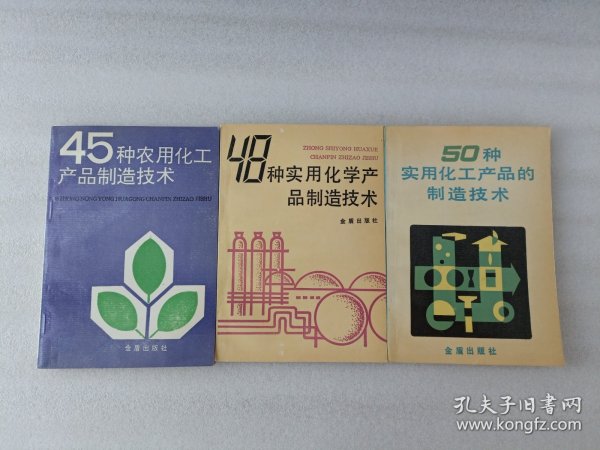 45种农用化工
产品制造技术
45ZHONG NONG YONG HUAGONG CHANPIN ZHIZAO JISHU
金盾出版社
ZHONG SHIYONG HUAXUE
CHANPIN ZHIZAO JISHU
48种实用化学产
品制造技术
金盾出版社
50种
实用化工产品的
制造技术
金盾出版社
孔夫子旧书网
www.kongfz.com